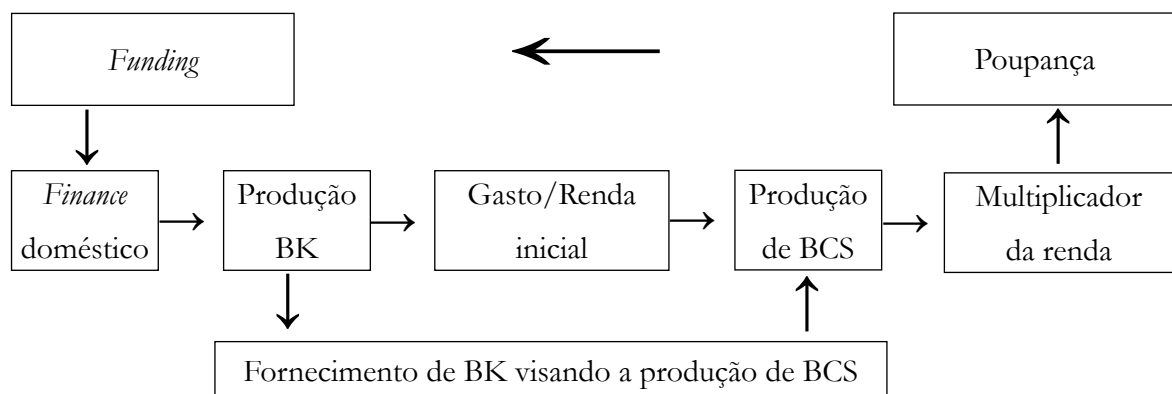 Funding
Poupança
Finance
doméstico
Produção
BK
Gasto/Renda
inicial
Produção
de BCS
Multiplicador
da renda
Fornecimento de BK visando a produção de BCS